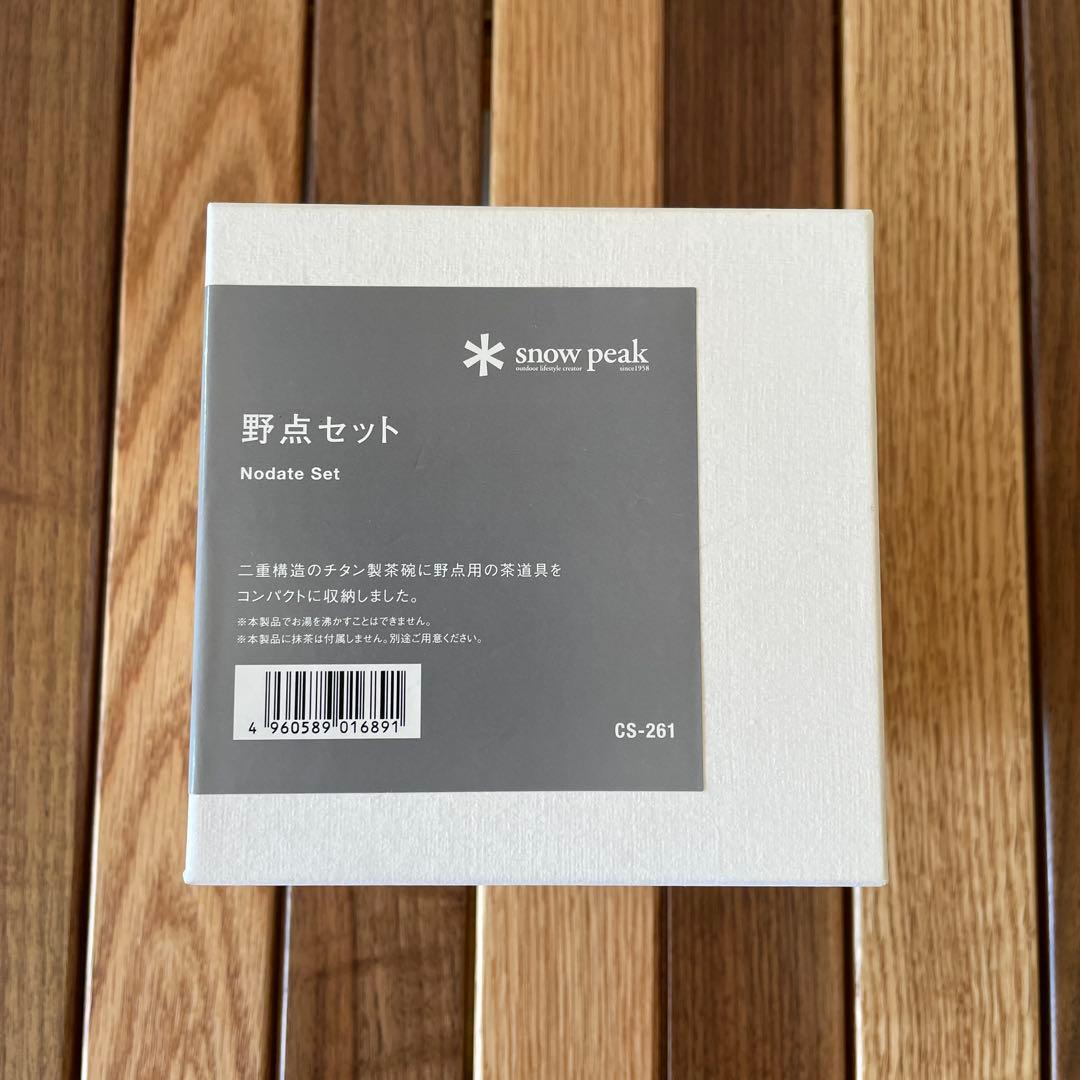 snow peak
outdoor lifestyle creator since1958
野点セット
Nodate Set
二重構造のチタン製茶碗に野点用の茶道具を
コンパクトに収納しました。
※本製品でお湯を沸かすことはできません。
※本製品に抹茶は付属しません。別途ご用意ください。
4 960589 016891
CS-261